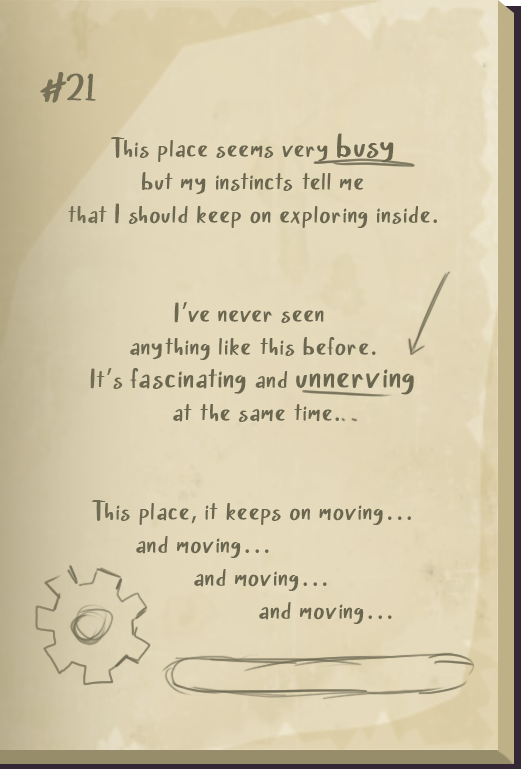 #21
This place seems very busy
but my instincts tell me
that I should keep on exploring inside.
I've never seen
anything like this before.
It's fascinating and unnerving
at the same time...
This place, it keeps on moving...
and moving...
and moving...
and moving...